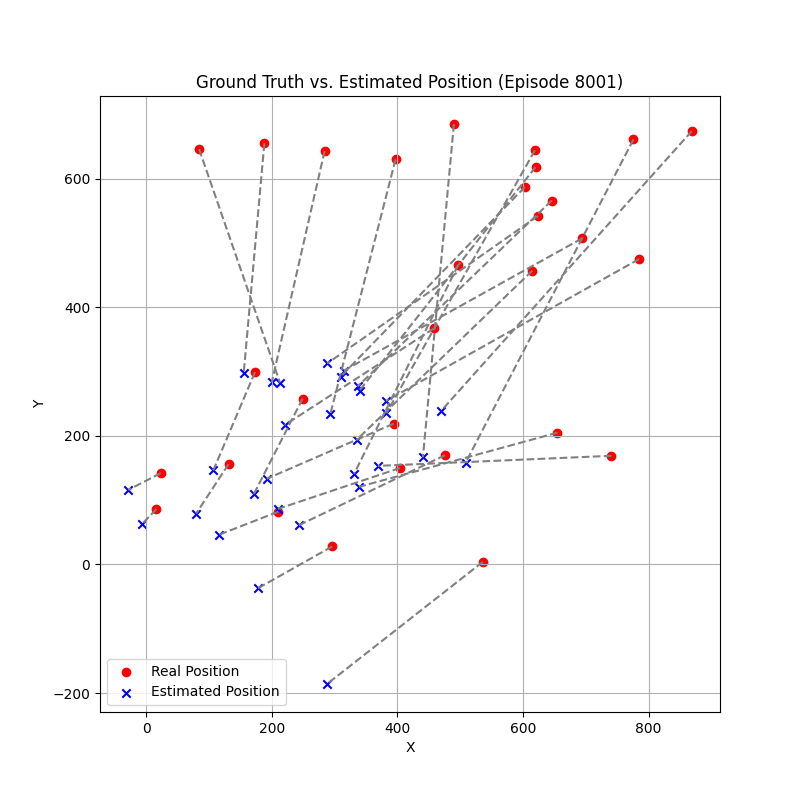 Ground Truth vs. Estimated Position (Episode 8001)
600
400
200
0
−200
Y
Real Position
Estimated Position
0 200 400 600 800
X